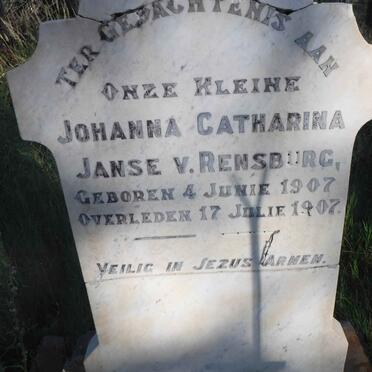 TER GEDACHTENIS AAN
ONZE KLEINE
JOHANNA CATHARINA
JANSE V. RENSBURG,
GEBOREN 4 JUNIE 1907
OVERLEDEN 17 JULIE 1907.
VEILIG IN JEZUS ARMEN.